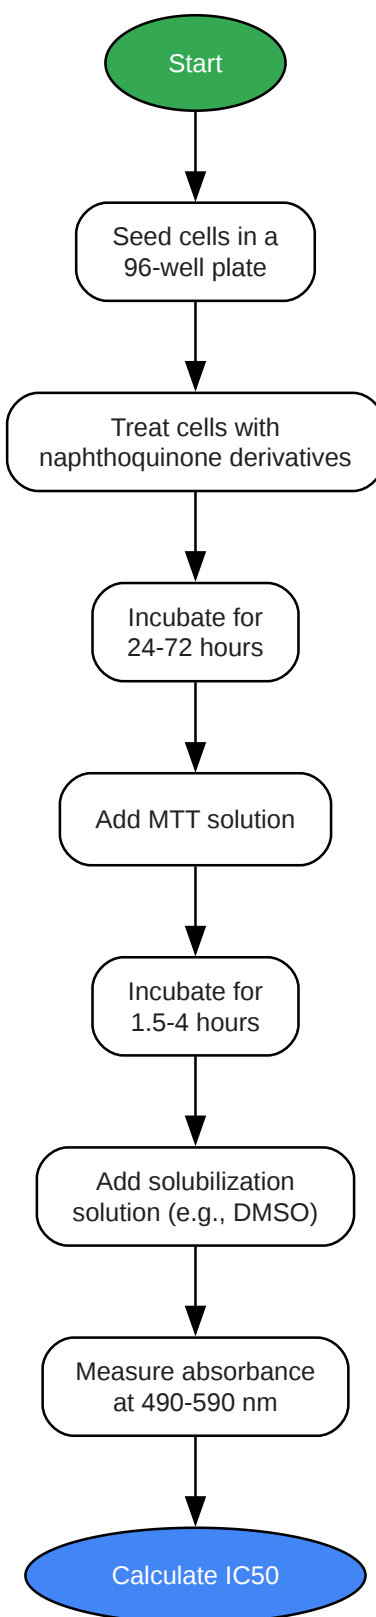 Start
Seed cells in a
96-well plate
Treat cells with
naphthoquinone derivatives
Incubate for
24-72 hours
Add MTT solution
Incubate for
1.5-4 hours
Add solubilization
solution (e.g., DMSO)
Measure absorbance
at 490-590 nm
Calculate IC50